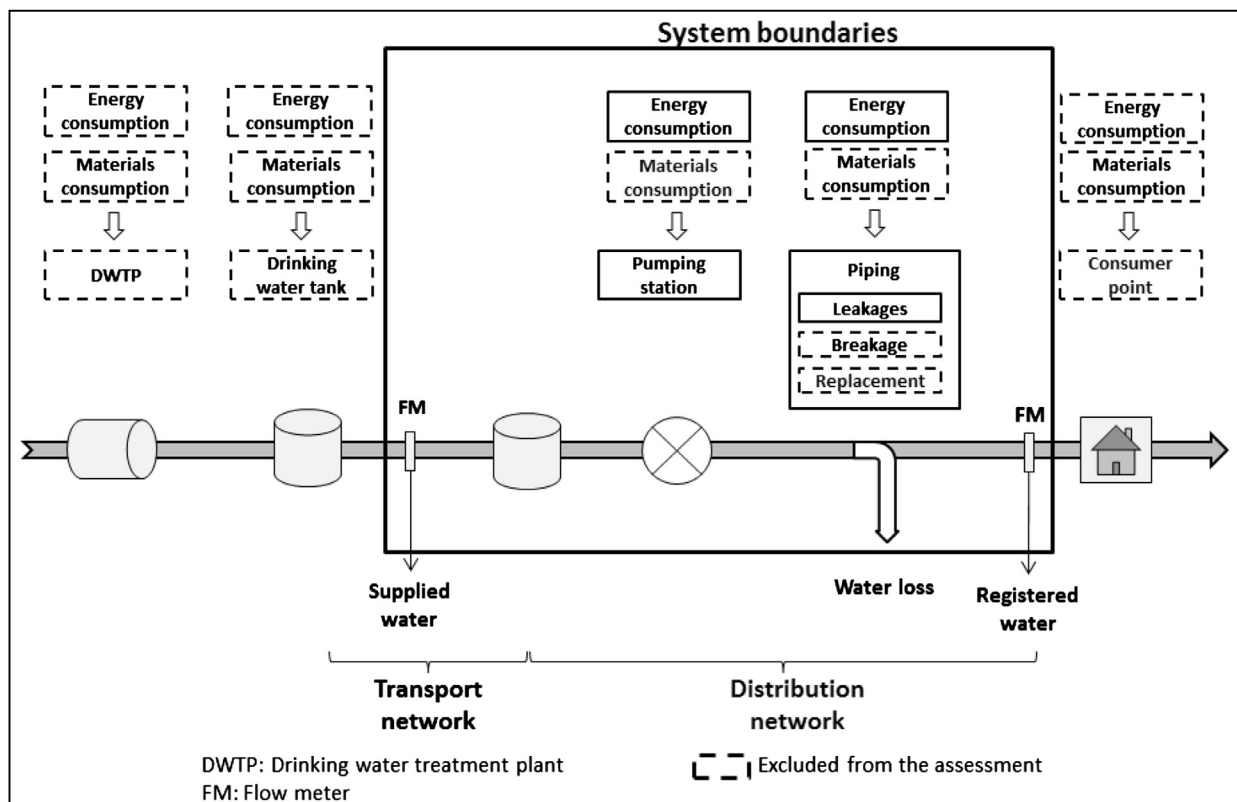 System boundaries
Energy
consumption
Materials
consumption
DWTP
Energy
consumption
Materials
consumption
Drinking
water tank
Energy
consumption
Materials
consumption
Pumping
station
Energy
consumption
Materials
consumption
Piping
Leakages
Breakage
Replacement
Energy
consumption
Materials
consumption
Consumer
point
FM
FM
Supplied
water
Water loss
Registered
water
Transport
network
Distribution
network
DWTP: Drinking water treatment plant
FM: Flow meter
Excluded from the assessment